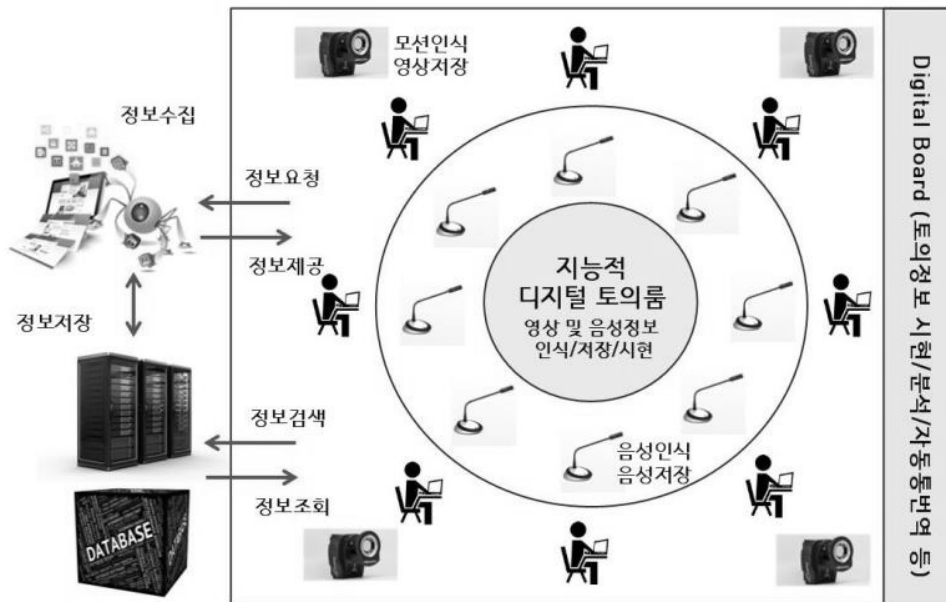 모션인식
영상저장
정보수집
정보요청
정보제공
정보저장
지능적
디지털 토의룸
영상 및 음성정보
인식/저장/시현
정보검색
음성인식
음성저장
정보조회
DATABASE
Digital Board (토의정보 시현/분석/자동통번역 등)